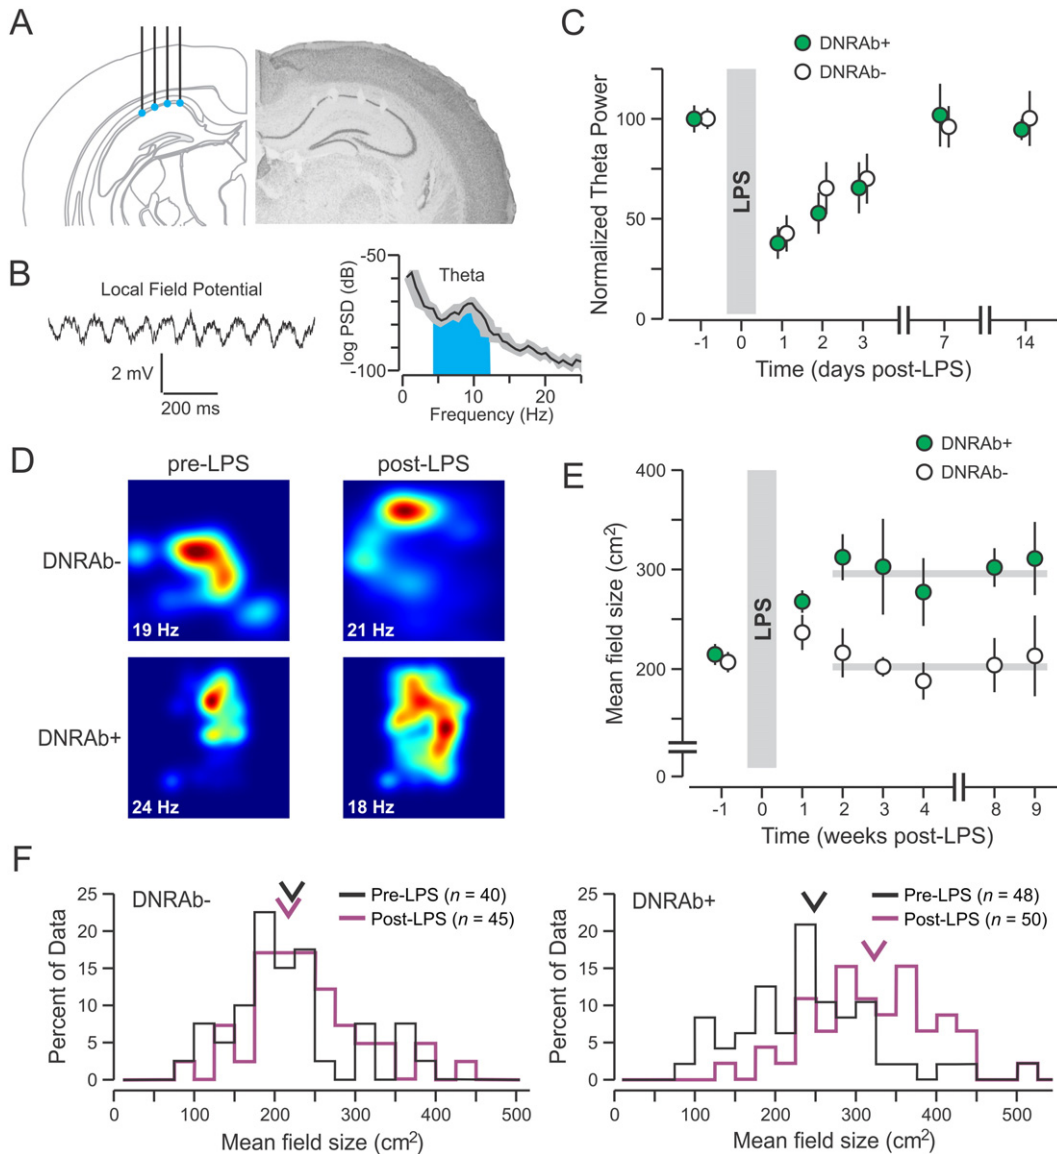 A
B
Local Field Potential
2 mV
200 ms
log PSD (dB)
-50
-100
Theta
0
10
20
Frequency (Hz)
C
DNRAb+
DNRAb-
Normalized Theta Power
100
50
0
LPS
-1
0
1
2
3
7
14
Time (days post-LPS)
D
pre-LPS
post-LPS
DNRAb-
19 Hz
21 Hz
DNRAb+
24 Hz
18 Hz
E
DNRAb+
DNRAb-
Mean field size (cm²)
400
300
200
0
LPS
-1
0
1
2
3
4
8
9
Time (weeks post-LPS)
F
DNRAb-
Pre-LPS (n = 40)
Post-LPS (n = 45)
Percent of Data
25
20
15
10
5
0
0
100
200
300
400
500
Mean field size (cm²)
DNRAb+
Pre-LPS (n = 48)
Post-LPS (n = 50)
Percent of Data
25
20
15
10
5
0
0
100
200
300
400
500
Mean field size (cm²)